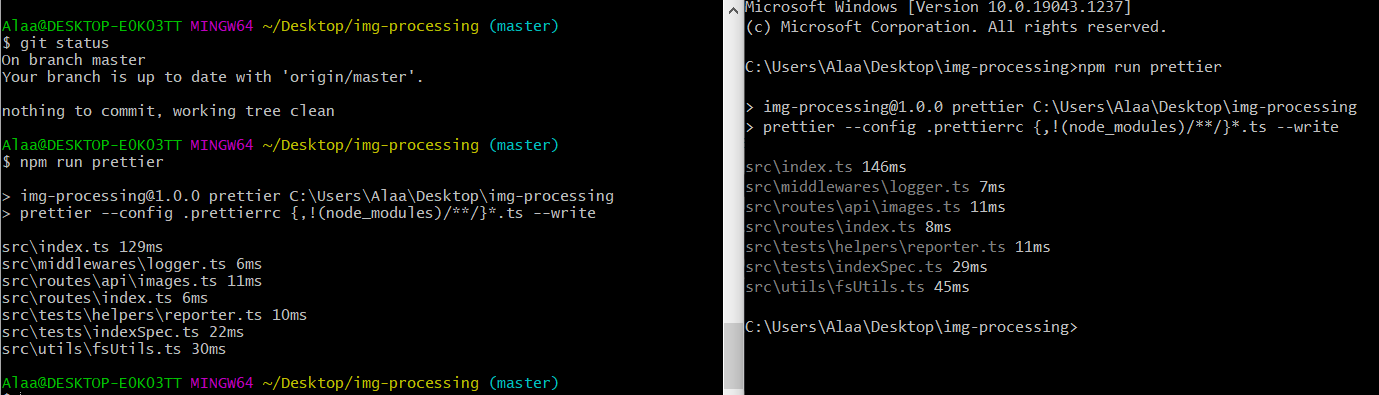 Alaa@DESKTOP-E0K03TT MINGW64 ~/Desktop/img-processing (master)
$ git status
On branch master
Your branch is up to date with 'origin/master'.
nothing to commit, working tree clean
Alaa@DESKTOP-E0K03TT MINGW64 ~/Desktop/img-processing (master)
$ npm run prettier
> img-processing@1.0.0 prettier C:\Users\Alaa\Desktop\img-processing
> prettier --config .prettierrc {,!(node_modules)/**/}*.ts --write
src\index.ts 129ms
src\middlewares\logger.ts 6ms
src\routes\api\images.ts 11ms
src\routes\index.ts 6ms
src\tests\helpers\reporter.ts 10ms
src\tests\indexSpec.ts 22ms
src\utils\fsUtils.ts 30ms
Alaa@DESKTOP-E0K03TT MINGW64 ~/Desktop/img-processing (master)
Microsoft Windows [Version 10.0.19043.1237]
(c) Microsoft Corporation. All rights reserved.
C:\Users\Alaa\Desktop\img-processing>npm run prettier
> img-processing@1.0.0 prettier C:\Users\Alaa\Desktop\img-processing
> prettier --config .prettierrc {,!(node_modules)/**/}*.ts --write
src\index.ts 146ms
src\middlewares\logger.ts 7ms
src\routes\api\images.ts 11ms
src\routes\index.ts 8ms
src\tests\helpers\reporter.ts 11ms
src\tests\indexSpec.ts 29ms
src\utils\fsUtils.ts 45ms
C:\Users\Alaa\Desktop\img-processing>